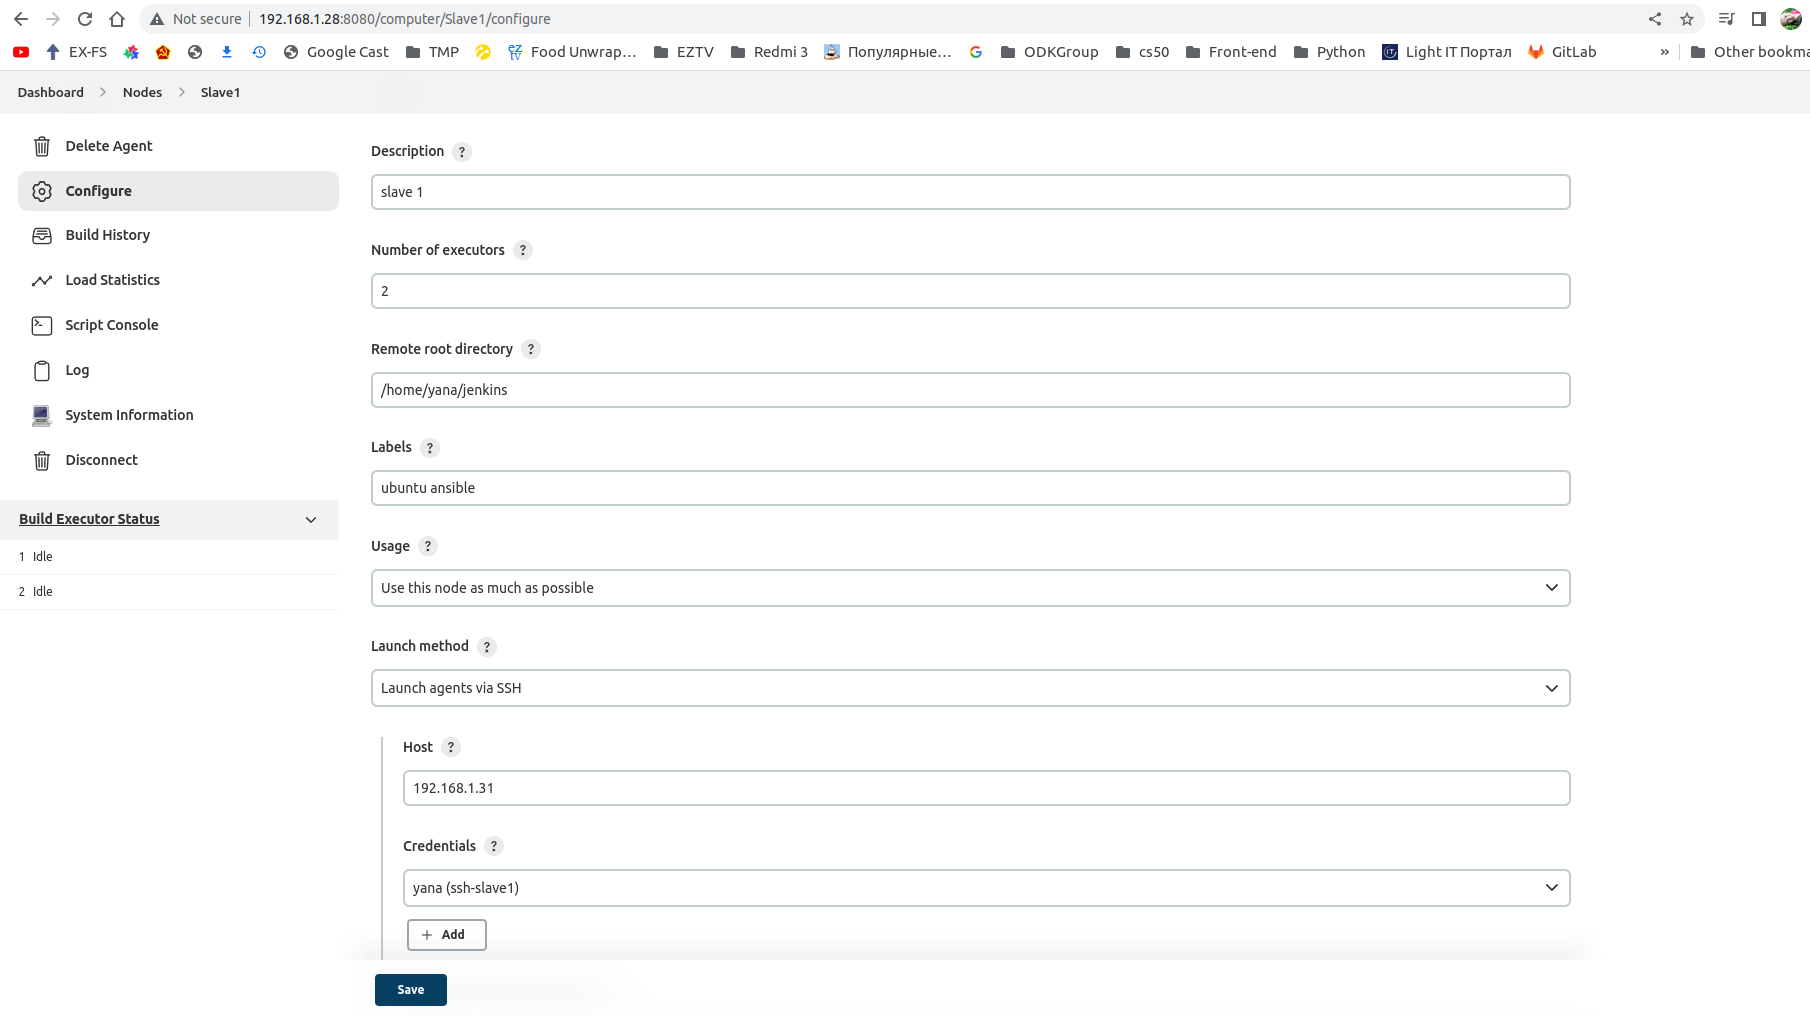 Not secure 192.168.1.28:8080/computer/Slave1/configure
EX-FS Google Cast TMP Food Unwrap… EZTV Redmi 3 Популярные… ODKGroup cs50 Front-end Python Light IT Портал GitLab » Other bookma
Dashboard Nodes Slave1
Delete Agent
Configure
Build History
Load Statistics
Script Console
Log
System Information
Disconnect
Build Executor Status
1 Idle
2 Idle
Description ?
slave 1
Number of executors ?
2
Remote root directory ?
/home/yana/jenkins
Labels ?
ubuntu ansible
Usage ?
Use this node as much as possible
Launch method ?
Launch agents via SSH
Host ?
192.168.1.31
Credentials ?
yana (ssh-slave1)
+ Add
Save